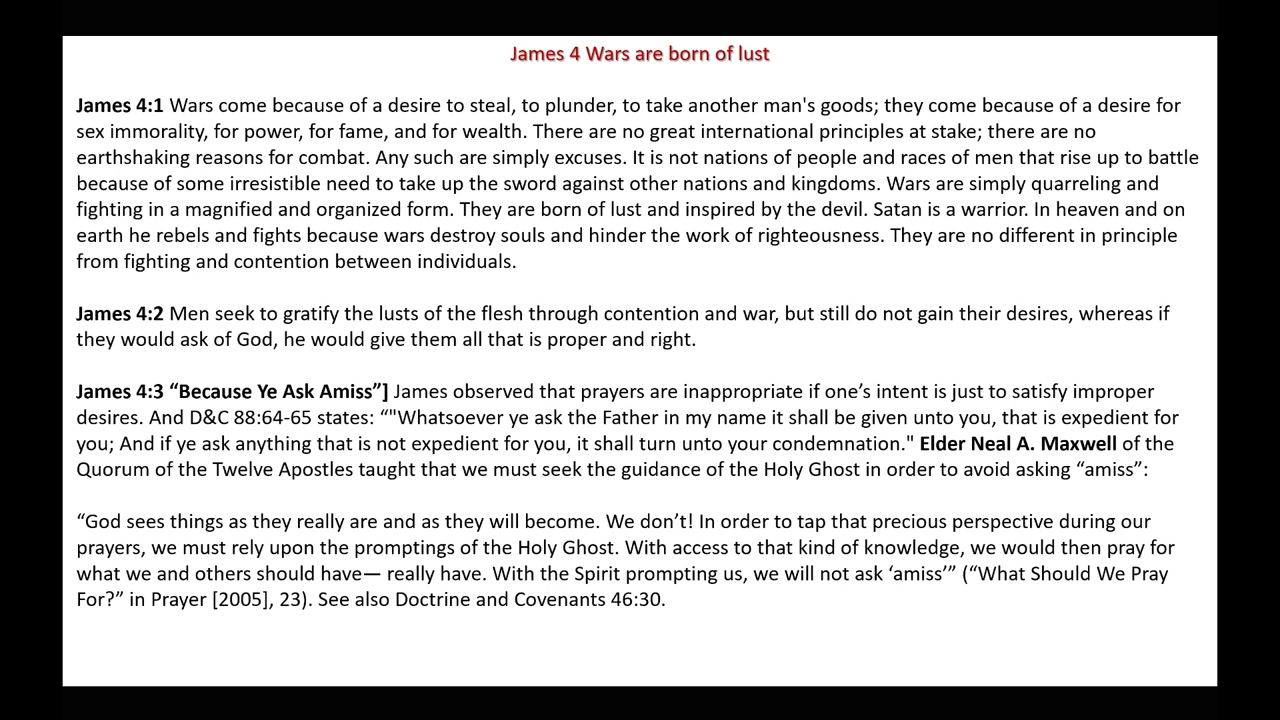 James 4 Wars are born of lust
James 4:1 Wars come because of a desire to steal, to plunder, to take another man's goods; they come because of a desire for
sex immorality, for power, for fame, and for wealth. There are no great international principles at stake; there are no
earthshaking reasons for combat. Any such are simply excuses. It is not nations of people and races of men that rise up to battle
because of some irresistible need to take up the sword against other nations and kingdoms. Wars are simply quarreling and
fighting in a magnified and organized form. They are born of lust and inspired by the devil. Satan is a warrior. In heaven and on
earth he rebels and fights because wars destroy souls and hinder the work of righteousness. They are no different in principle
from fighting and contention between individuals.
James 4:2 Men seek to gratify the lusts of the flesh through contention and war, but still do not gain their desires, whereas if
they would ask of God, he would give them all that is proper and right.
James 4:3 “Because Ye Ask Amiss”] James observed that prayers are inappropriate if one’s intent is just to satisfy improper
desires. And D&C 88:64-65 states: “"Whatsoever ye ask the Father in my name it shall be given unto you, that is expedient for
you; And if ye ask anything that is not expedient for you, it shall turn unto your condemnation." Elder Neal A. Maxwell of the
Quorum of the Twelve Apostles taught that we must seek the guidance of the Holy Ghost in order to avoid asking “amiss”:
“God sees things as they really are and as they will become. We don’t! In order to tap that precious perspective during our
prayers, we must rely upon the promptings of the Holy Ghost. With access to that kind of knowledge, we would then pray for
what we and others should have— really have. With the Spirit prompting us, we will not ask ‘amiss’” (“What Should We Pray
For?” in Prayer [2005], 23). See also Doctrine and Covenants 46:30.